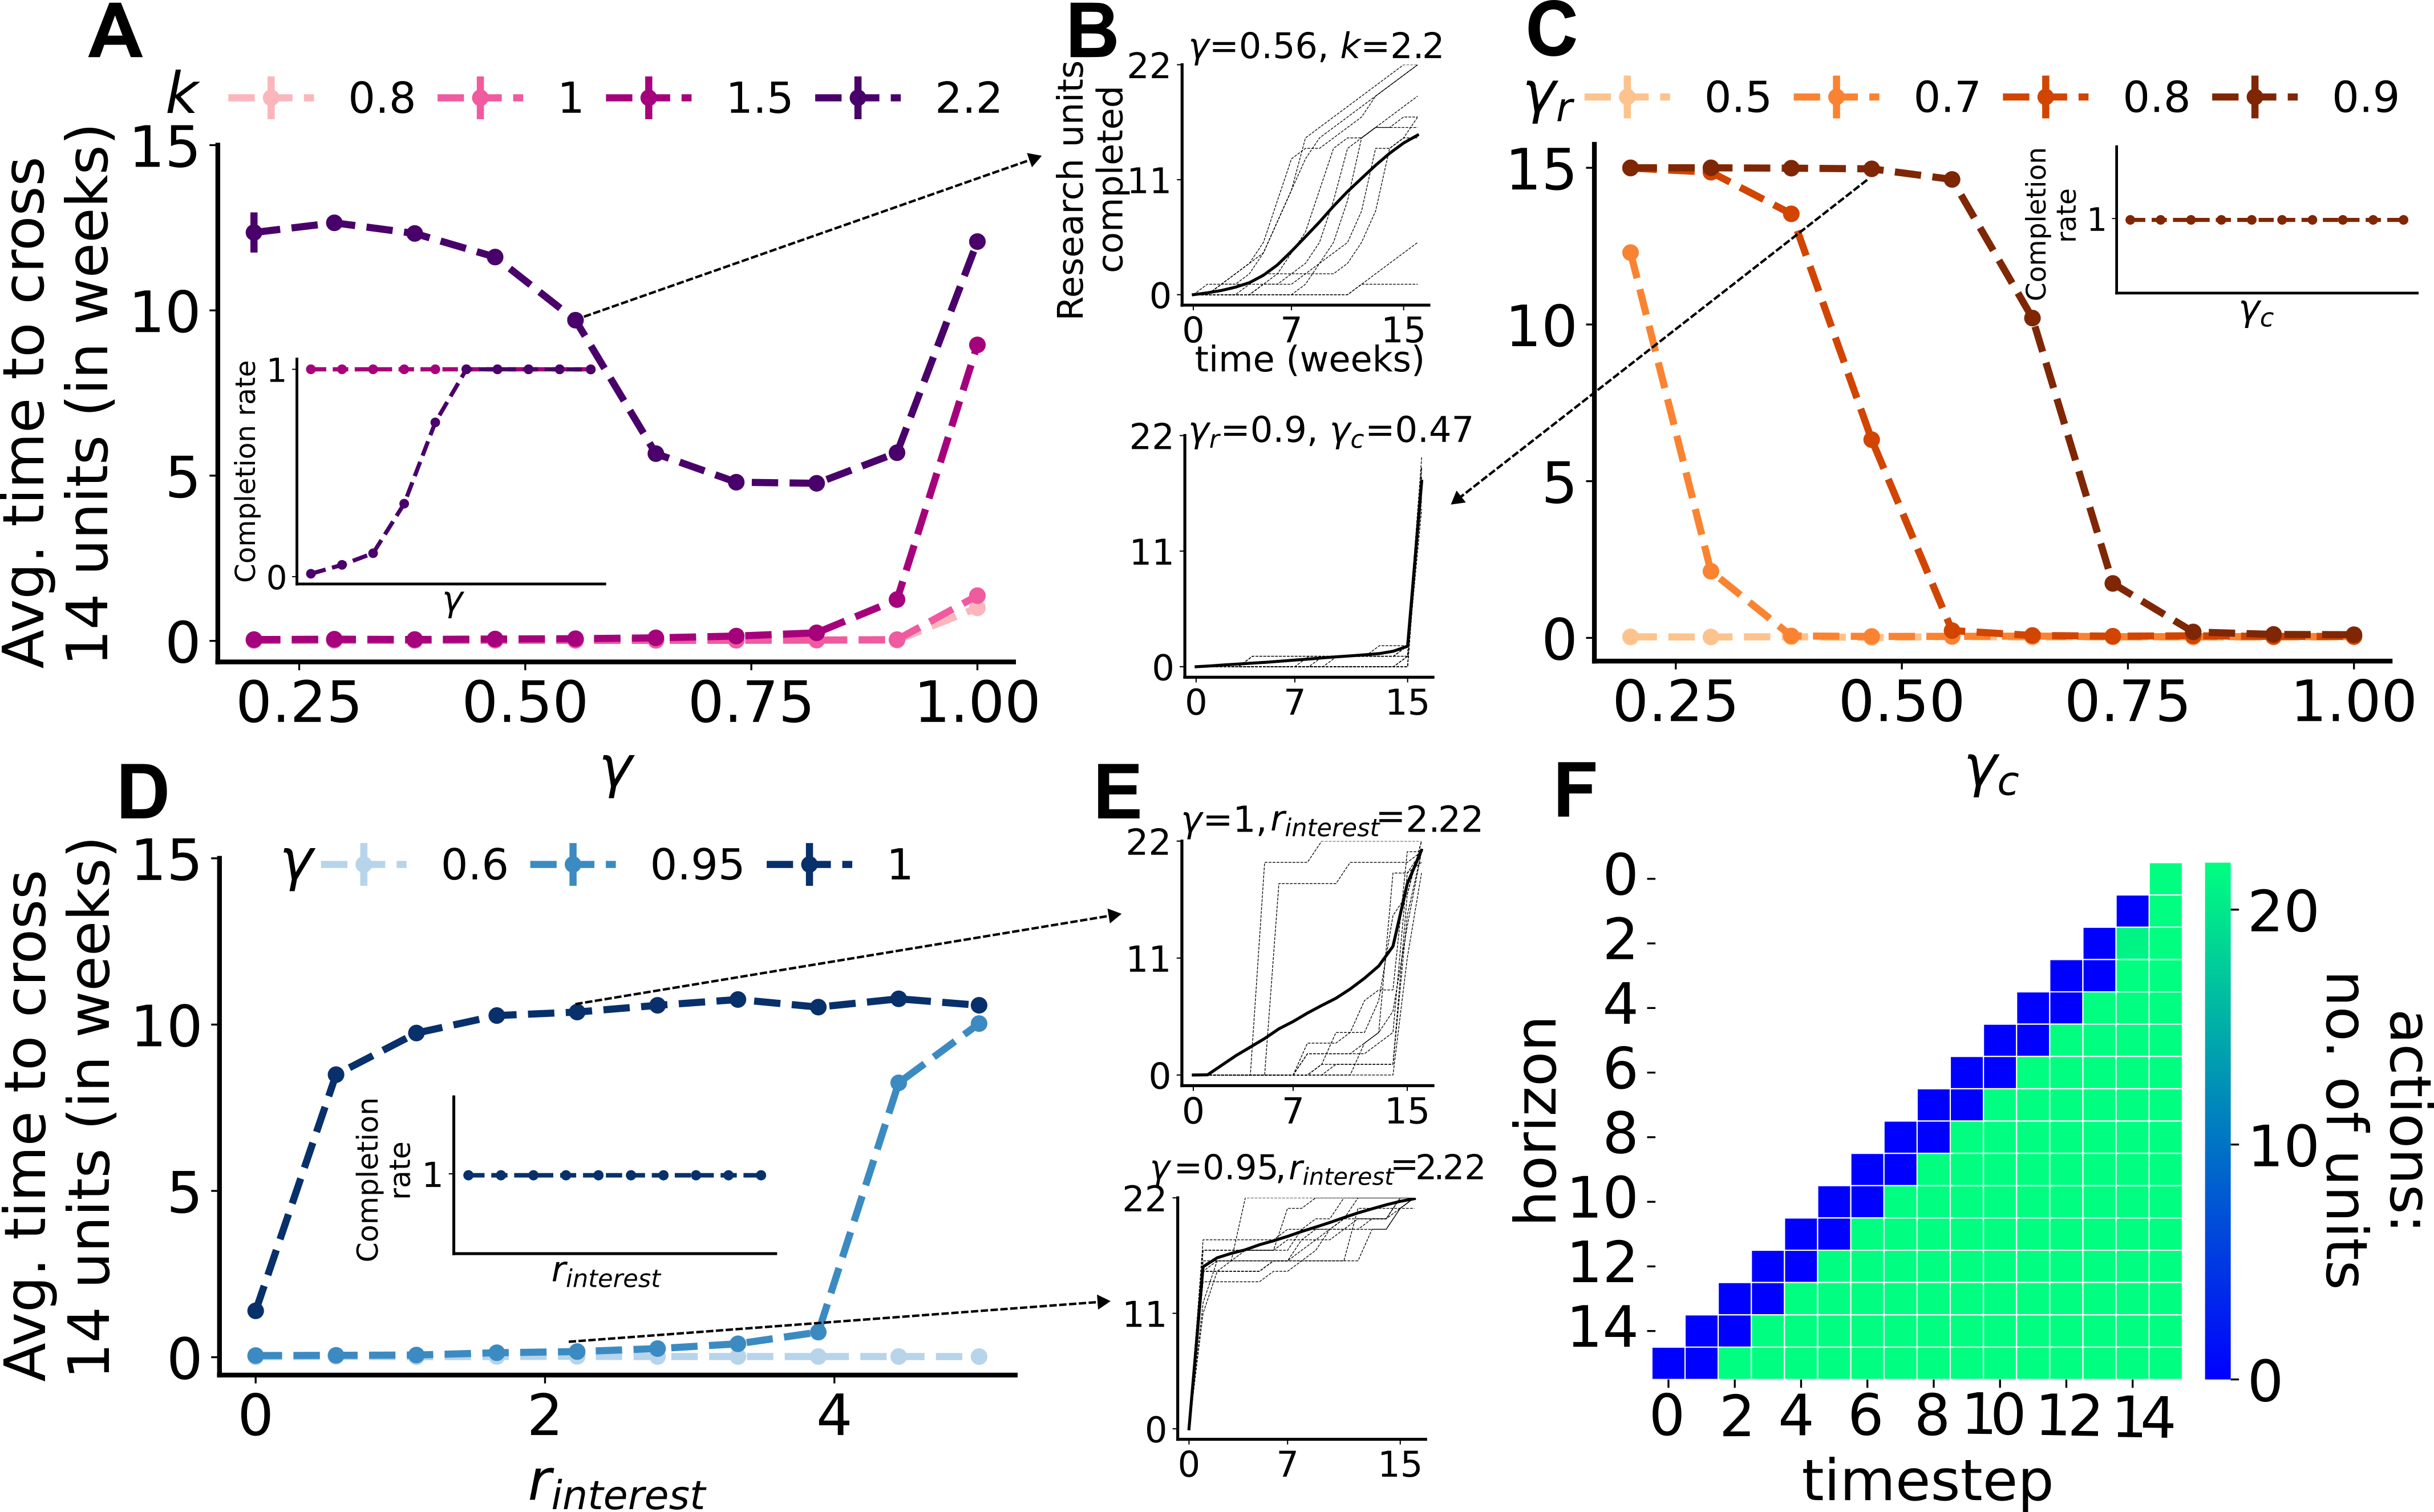 A
k 0.8 1 1.5 2.2
Avg. time to cross
14 units (in weeks)
15
10
5
0
0.25 0.50 0.75 1.00
γ
Completion rate
1
0
γ
B
γ=0.56, k=2.2
Research units
completed
22
11
0
0 7 15
time (weeks)
γr=0.9, γc=0.47
22
11
0
0 7 15
C
γr 0.5 0.7 0.8 0.9
15
10
5
0
0.25 0.50 0.75 1.00
γc
Completion
rate
1
γc
D
γ 0.6 0.95 1
Avg. time to cross
14 units (in weeks)
15
10
5
0
0 2 4
rinterest
Completion
rate
1
rinterest
E
γ=1, rinterest=2.22
22
11
0
0 7 15
γ=0.95, rinterest=2.22
22
11
0
0 7 15
F
horizon
0
2
4
6
8
10
12
14
0 2 4 6 8 10 12 14
timestep
20
10
0
actions:
no. of units